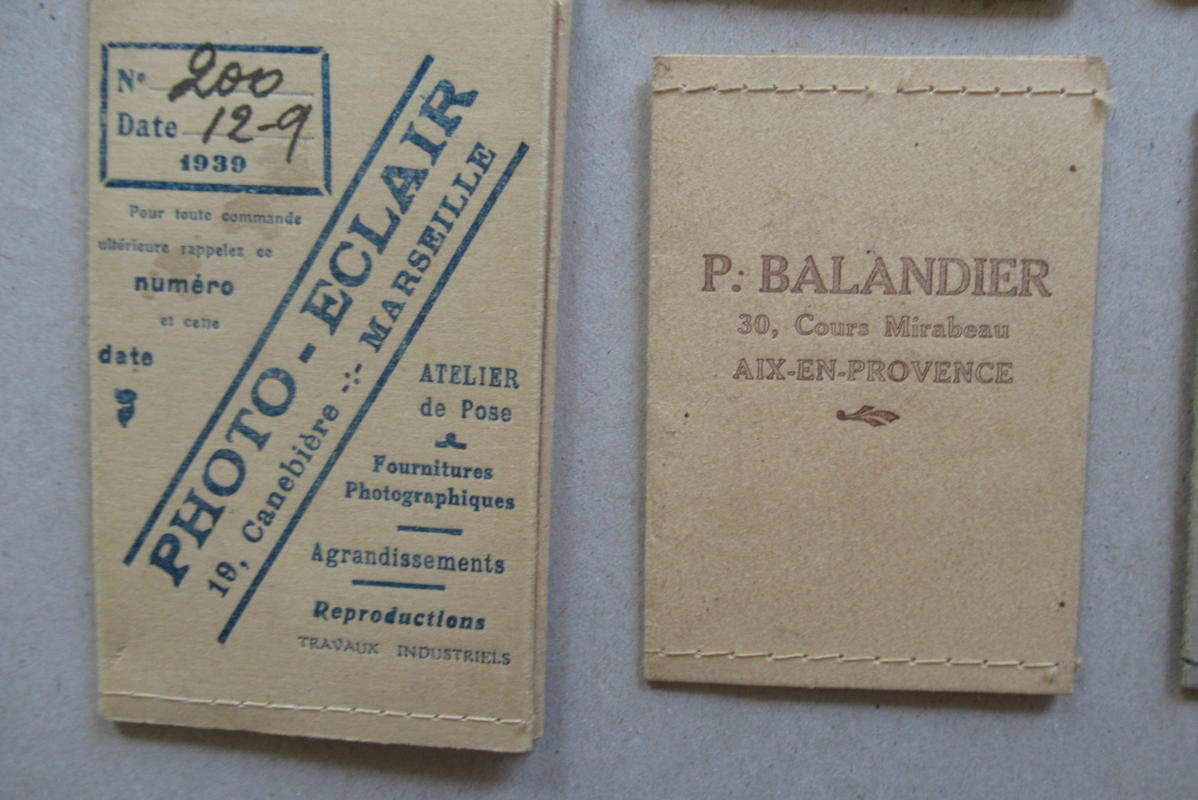 Nº 200
Date 12-9
1939
Pour toute commande
ultérieure rappelez ce
numéro
et cette
date
PHOTO-ECLAIR
19, Canebière -:- MARSEILLE
ATELIER
de Pose
Fournitures
Photographiques
Agrandissements
Reproductions
TRAVAUX INDUSTRIELS
P. BALANDIER
30, Cours Mirabeau
AIX-EN-PROVENCE